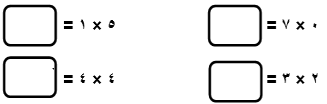 ٧ × ٠ =
١ × ٥ =
٣ × ٢ =
٤ × ٤ =